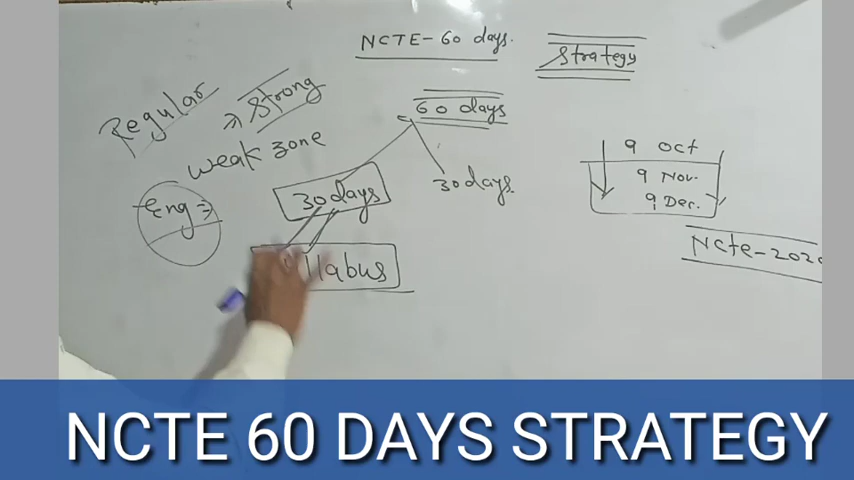 NCTE-60 days.
Strategy
Regular
⇒ Strong
weak zone
60 days
30 days
30 days.
9 Oct
9 Nov.
9 Dec.
Eng ⇒
llabus
NCTE 60 DAYS STRATEGY